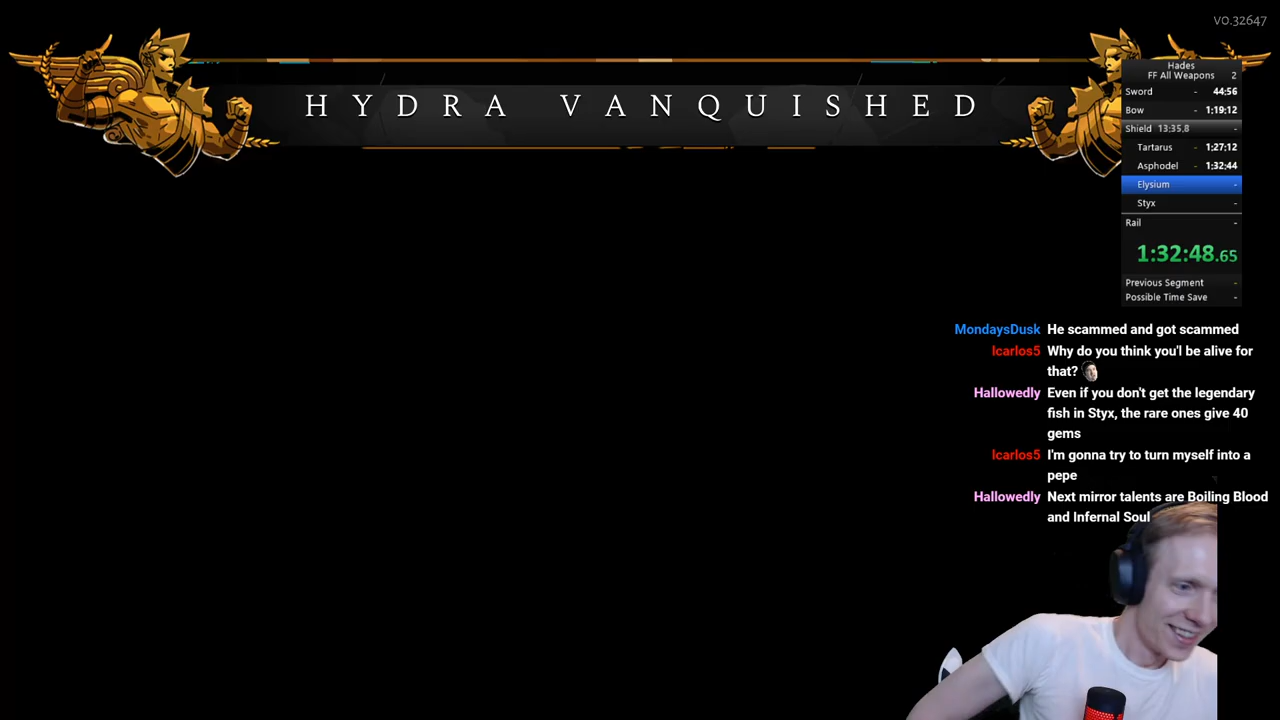 V0.32647
HYDRA VANQUISHED
Hades
FF All Weapons 2
Sword - 44:56
Bow - 1:19:12
Shield 13:35.8 -
Tartarus - 1:27:12
Asphodel - 1:32:44
Elysium -
Styx -
Rail -
1:32:48.65
Previous Segment -
Possible Time Save -
MondaysDusk He scammed and got scammed
Icarlos5 Why do you think you'l be alive for
that?
Hallowedly Even if you don't get the legendary
fish in Styx, the rare ones give 40
gems
Icarlos5 I'm gonna try to turn myself into a
pepe
Hallowedly Next mirror talents are Boiling Blood
and Infernal Soul